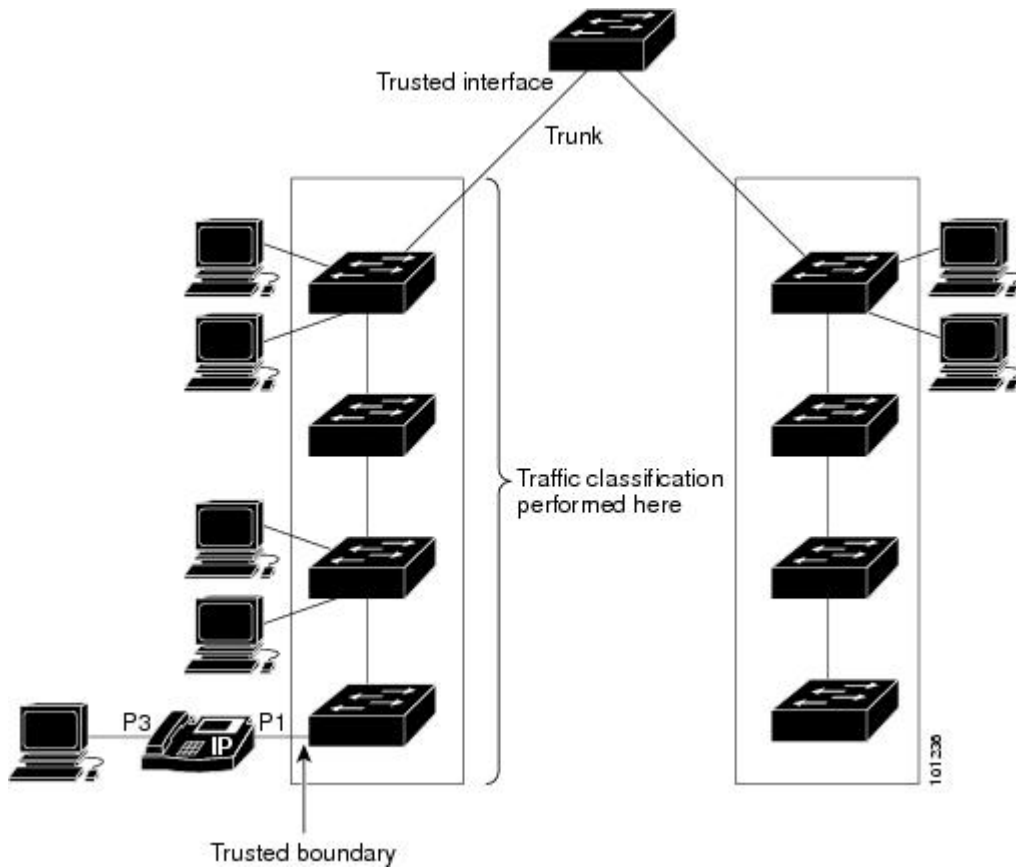 Trusted interface
Trunk
Traffic classification
performed here
P3
IP
P1
Trusted boundary
101236